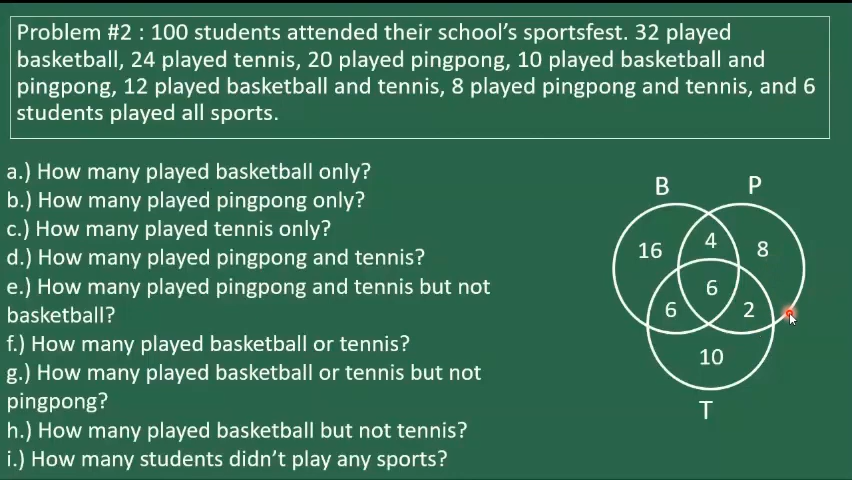 Problem #2 : 100 students attended their school’s sportsfest. 32 played
basketball, 24 played tennis, 20 played pingpong, 10 played basketball and
pingpong, 12 played basketball and tennis, 8 played pingpong and tennis, and 6
students played all sports.
a.) How many played basketball only?
b.) How many played pingpong only?
c.) How many played tennis only?
d.) How many played pingpong and tennis?
e.) How many played pingpong and tennis but not
basketball?
f.) How many played basketball or tennis?
g.) How many played basketball or tennis but not
pingpong?
h.) How many played basketball but not tennis?
i.) How many students didn’t play any sports?
B P
16 4 8
6
6 2
10
T